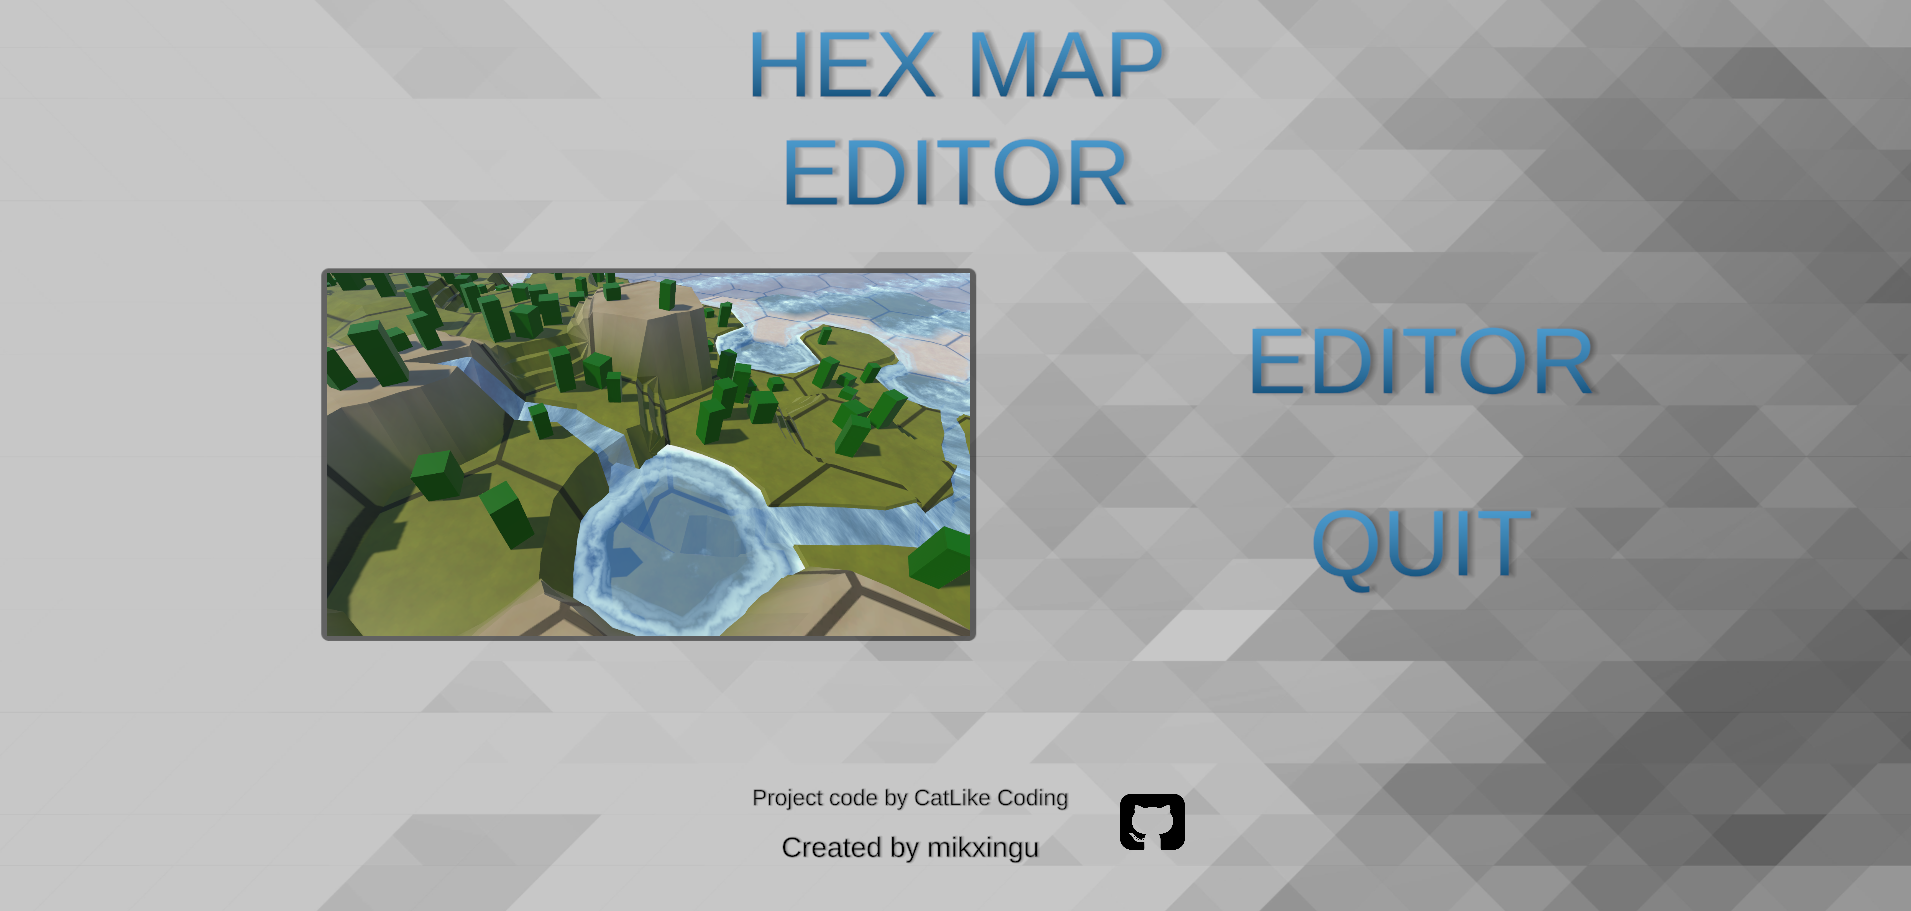 HEX MAP
EDITOR
EDITOR
QUIT
Project code by CatLike Coding
Created by mikxingu